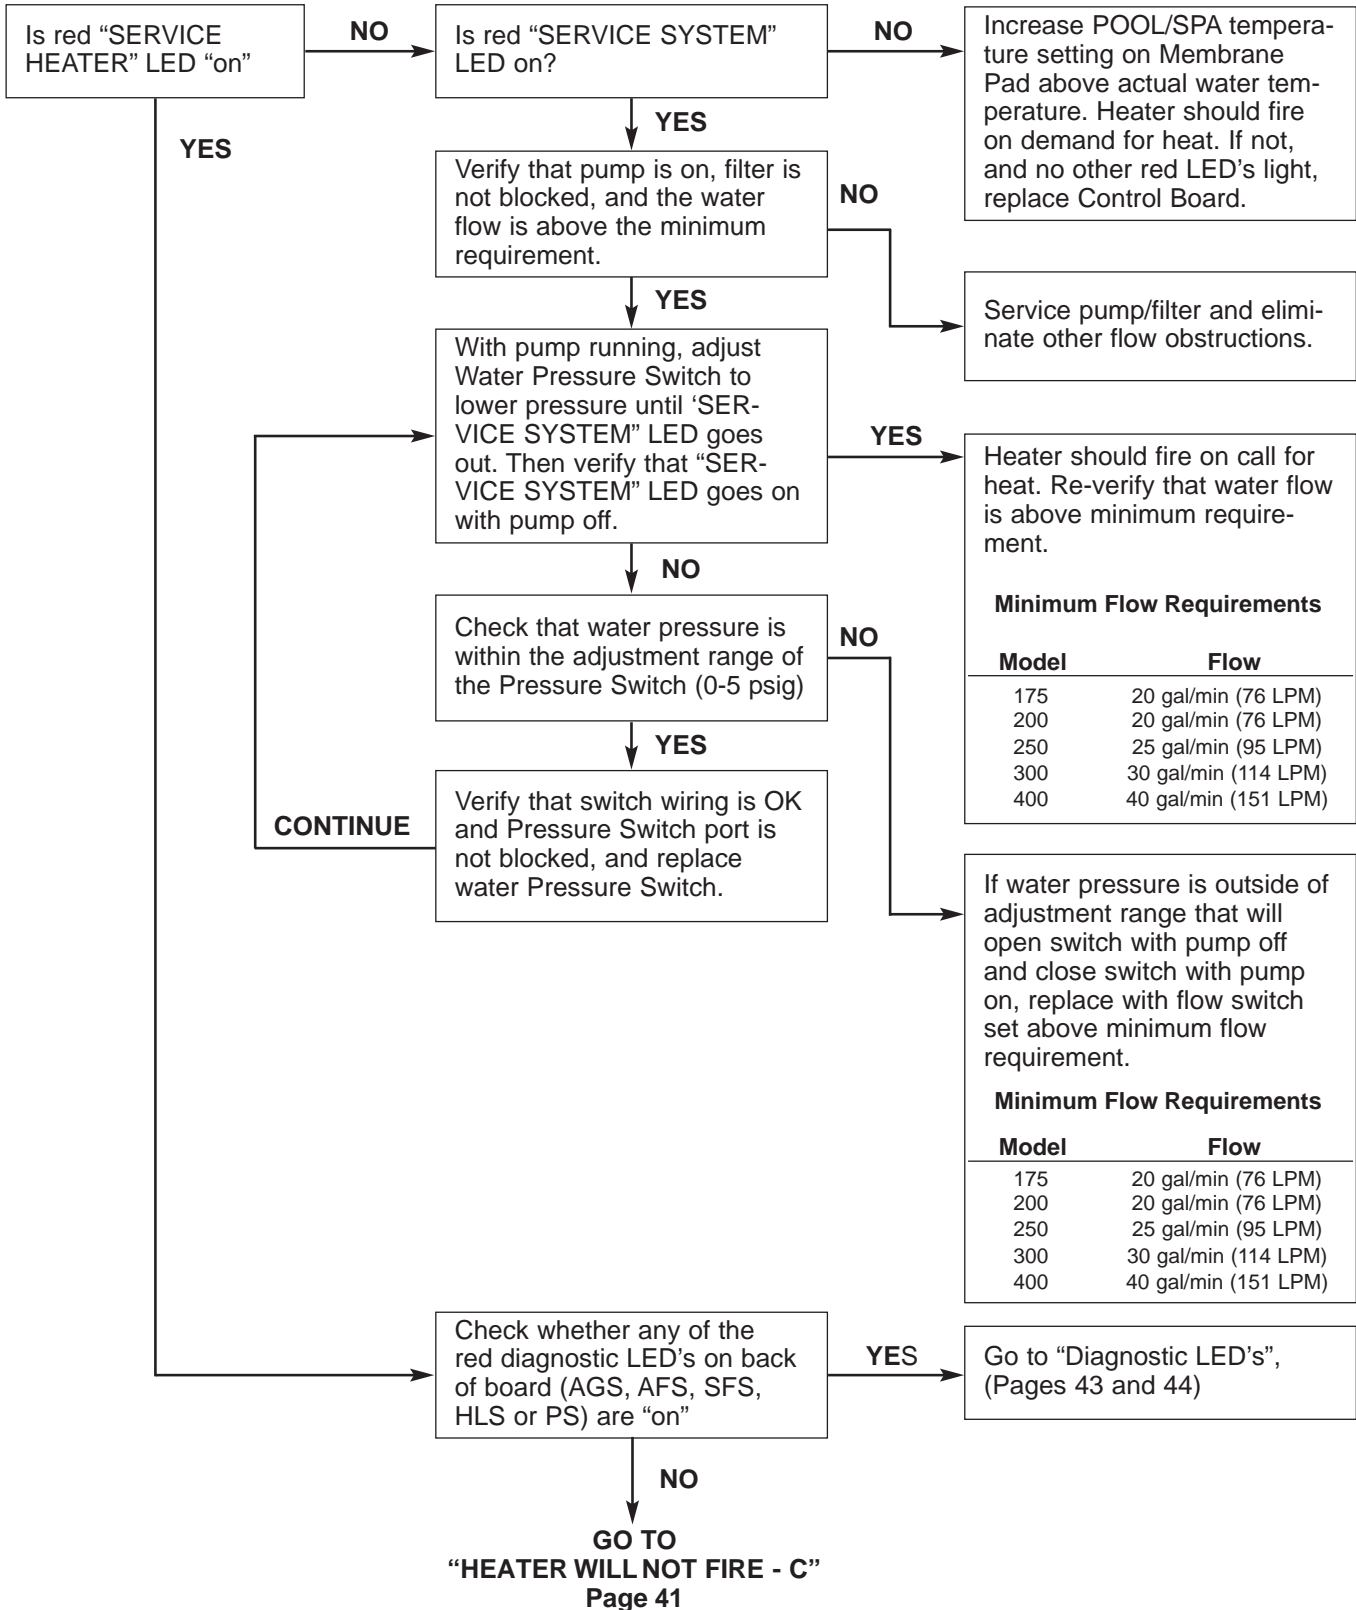 Is red “SERVICE
HEATER” LED “on”
NO
Is red “SERVICE SYSTEM”
LED on?
NO
Increase POOL/SPA tempera-
ture setting on Membrane
Pad above actual water tem-
perature. Heater should fire
on demand for heat. If not,
and no other red LED's light,
replace Control Board.
YES
YES
Verify that pump is on, filter is
not blocked, and the water
flow is above the minimum
requirement.
NO
Service pump/filter and elimi-
nate other flow obstructions.
YES
With pump running, adjust
Water Pressure Switch to
lower pressure until ‘SER-
VICE SYSTEM” LED goes
out. Then verify that “SER-
VICE SYSTEM” LED goes on
with pump off.
YES
Heater should fire on call for
heat. Re-verify that water flow
is above minimum require-
ment.
Minimum Flow Requirements
Model Flow
175 20 gal/min (76 LPM)
200 20 gal/min (76 LPM)
250 25 gal/min (95 LPM)
300 30 gal/min (114 LPM)
400 40 gal/min (151 LPM)
NO
Check that water pressure is
within the adjustment range of
the Pressure Switch (0-5 psig)
NO
If water pressure is outside of
adjustment range that will
open switch with pump off
and close switch with pump
on, replace with flow switch
set above minimum flow
requirement.
Minimum Flow Requirements
Model Flow
175 20 gal/min (76 LPM)
200 20 gal/min (76 LPM)
250 25 gal/min (95 LPM)
300 30 gal/min (114 LPM)
400 40 gal/min (151 LPM)
YES
Verify that switch wiring is OK
and Pressure Switch port is
not blocked, and replace
water Pressure Switch.
CONTINUE
Check whether any of the
red diagnostic LED's on back
of board (AGS, AFS, SFS,
HLS or PS) are “on”
YES
Go to “Diagnostic LED's”,
(Pages 43 and 44)
NO
GO TO
“HEATER WILL NOT FIRE - C”
Page 41